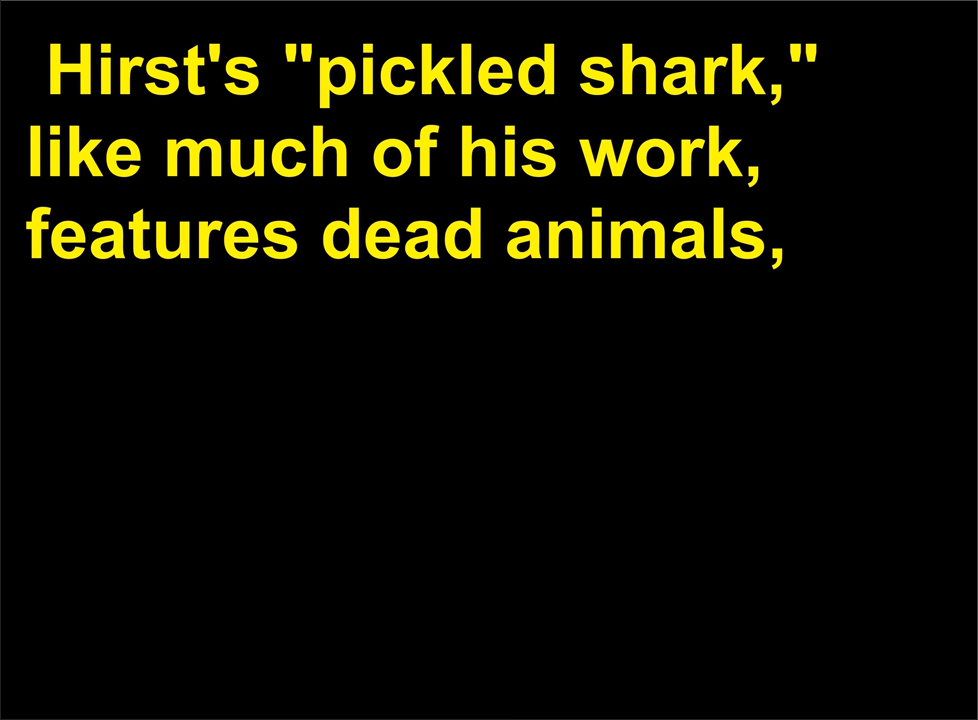 Hirst's "pickled shark,"
like much of his work,
features dead animals,